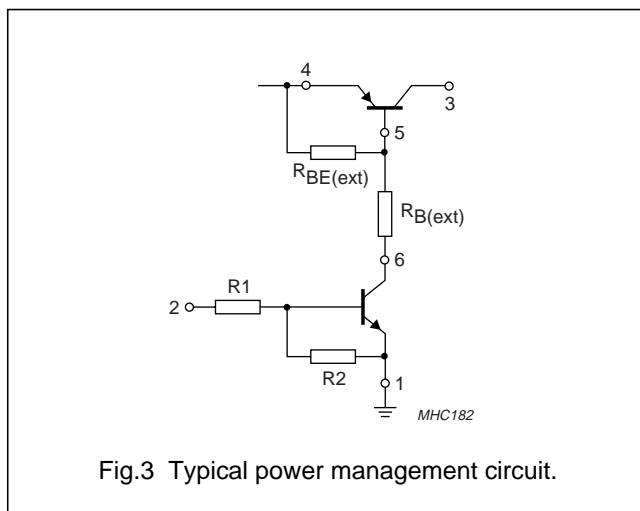 4
3
5
RBE(ext)
RB(ext)
6
R1
2
R2
1
MHC182
Fig.3 Typical power management circuit.